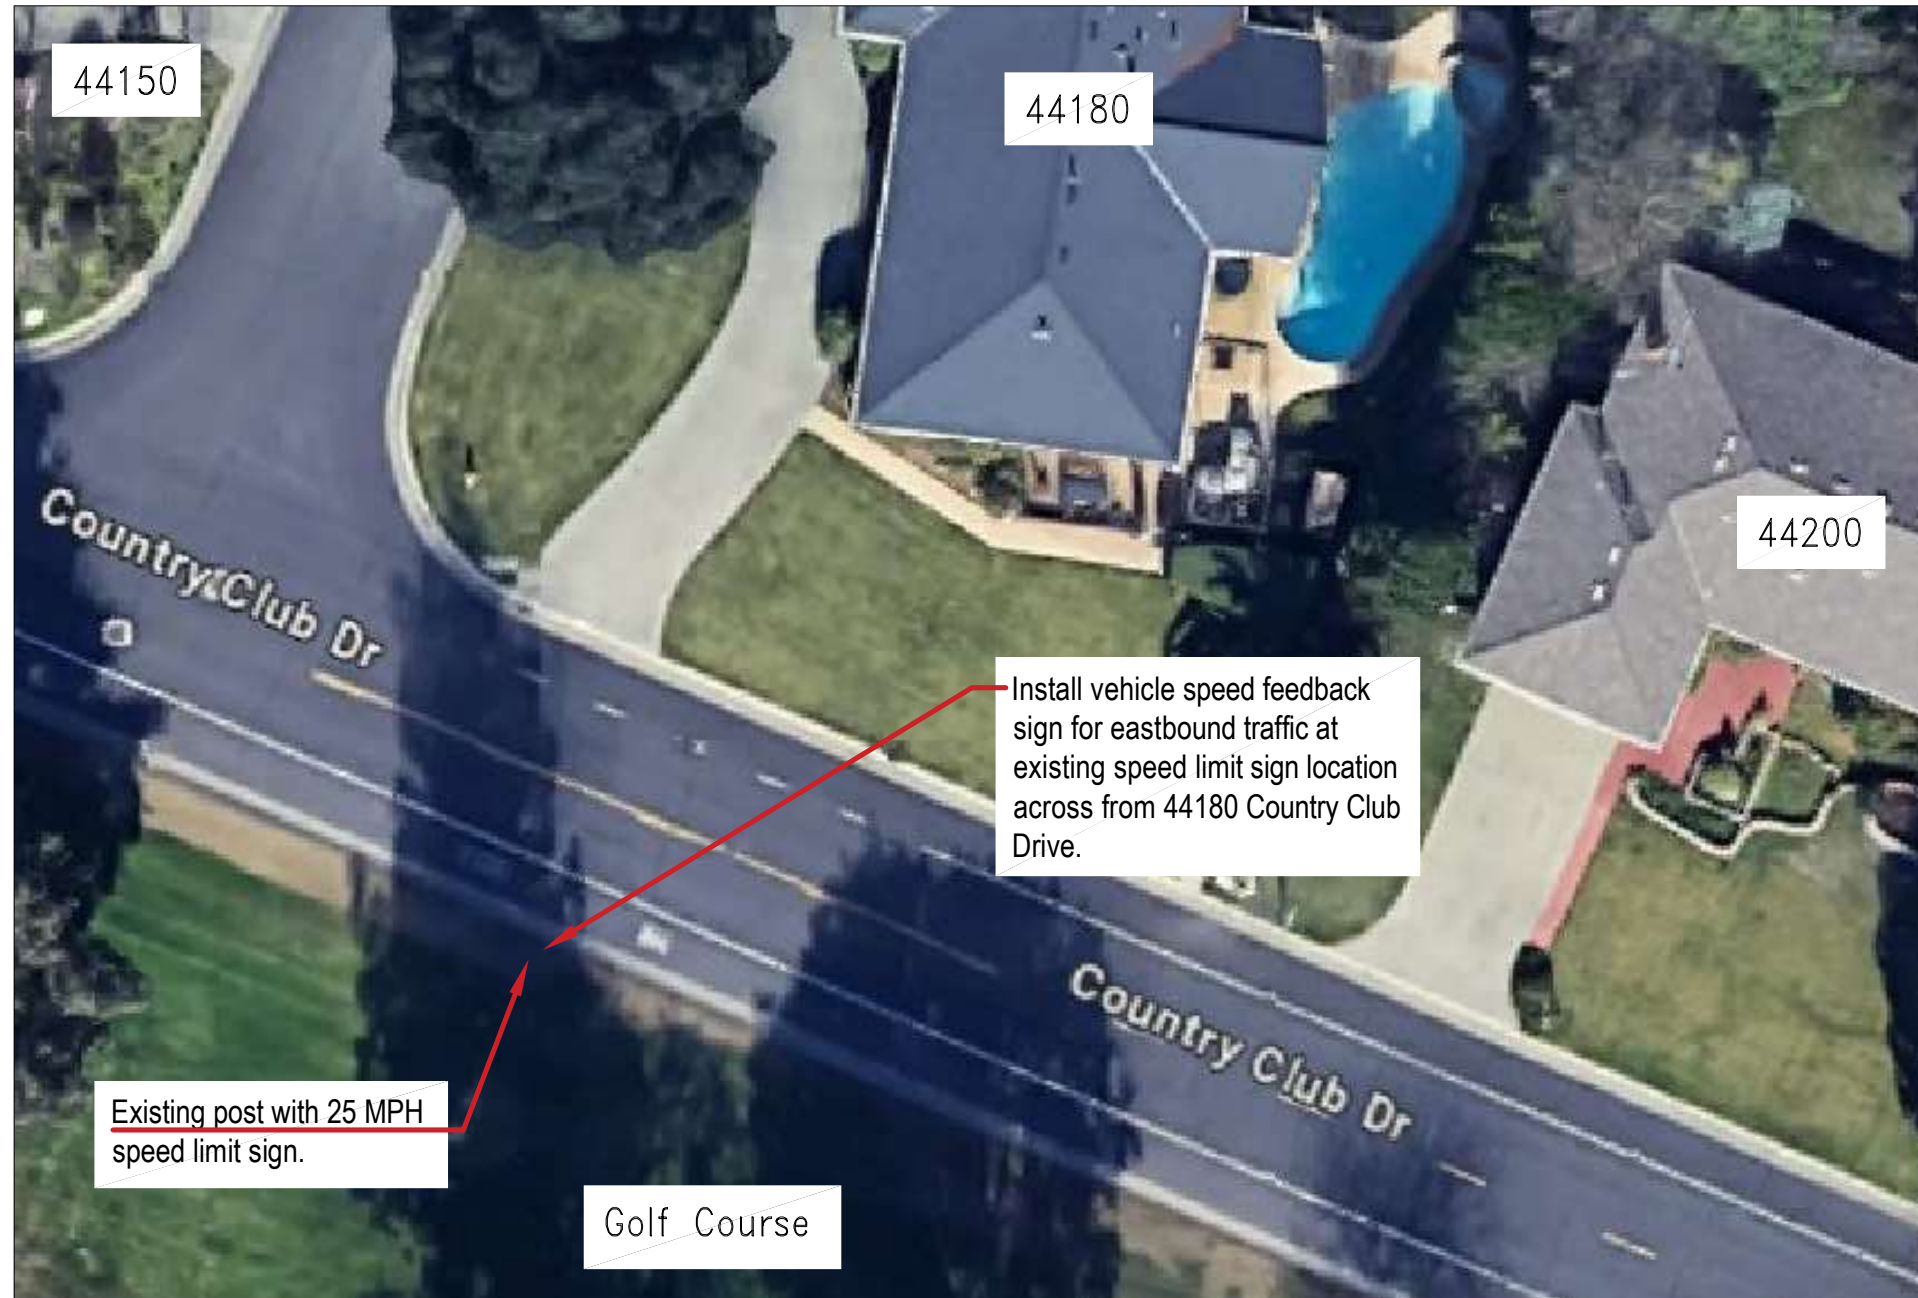 44150
44180
44200
Country Club Dr
Install vehicle speed feedback
sign for eastbound traffic at
existing speed limit sign location
across from 44180 Country Club
Drive.
Country Club Dr
Existing post with 25 MPH
speed limit sign.
Golf Course